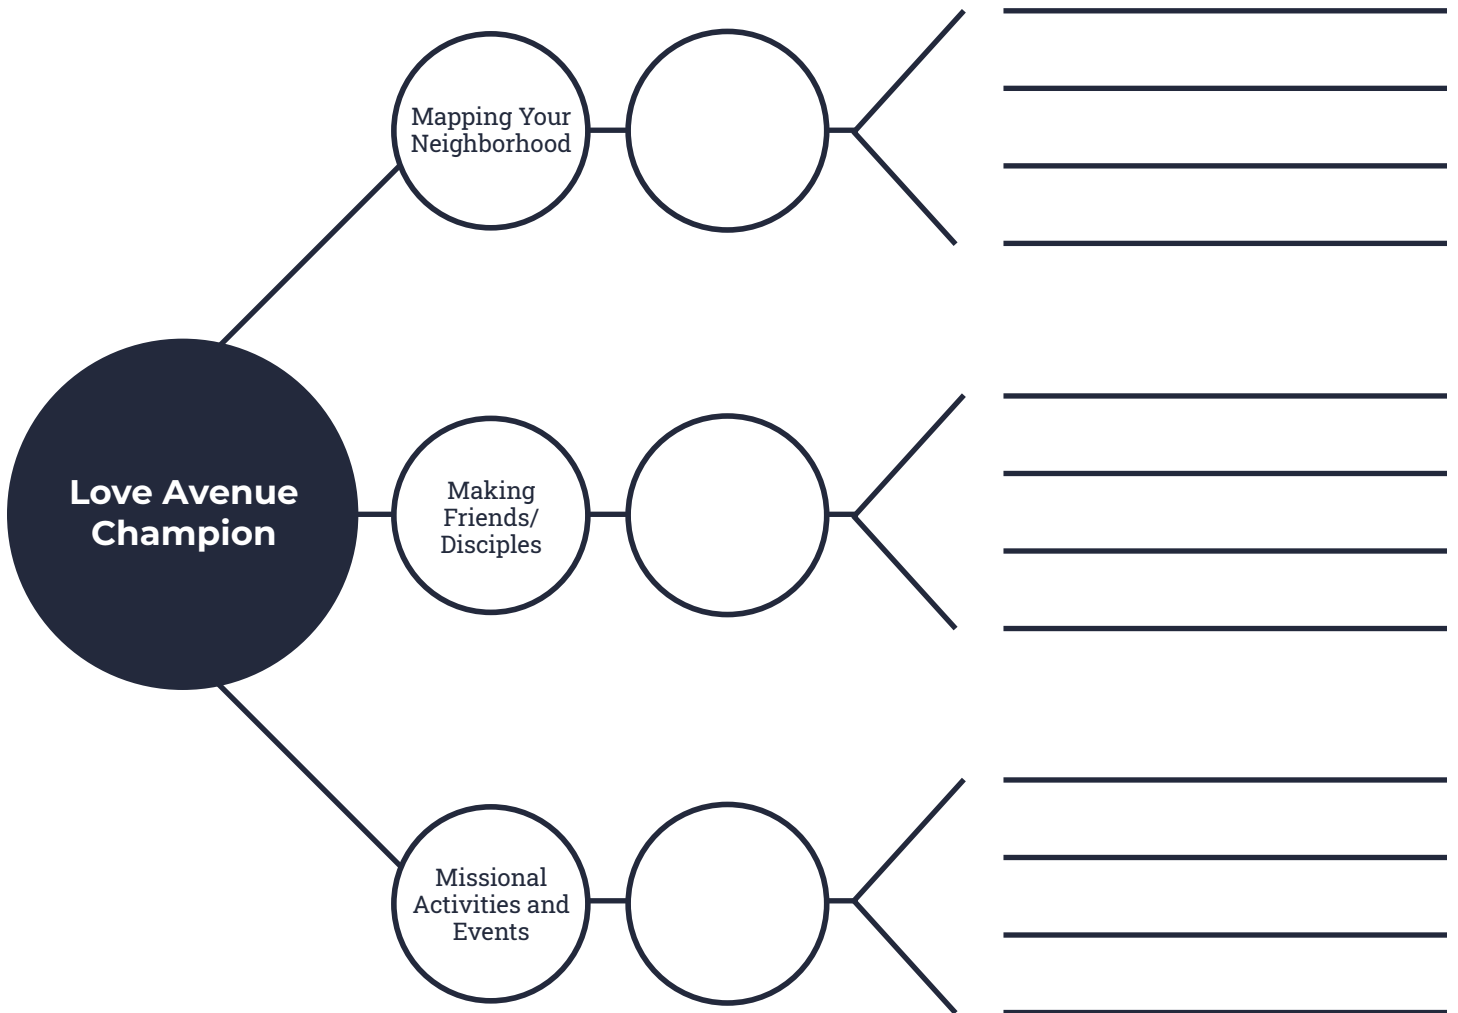 Mapping Your
Neighborhood
Love Avenue
Champion
Making
Friends/
Disciples
Missional
Activities and
Events